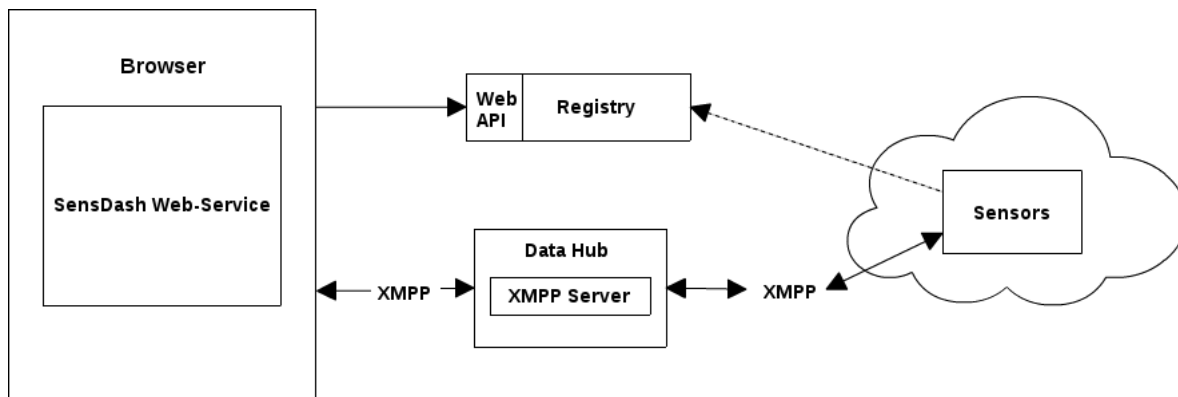 Browser
SensDash Web-Service
Web
API
Registry
Sensors
Data Hub
XMPP Server
XMPP
XMPP